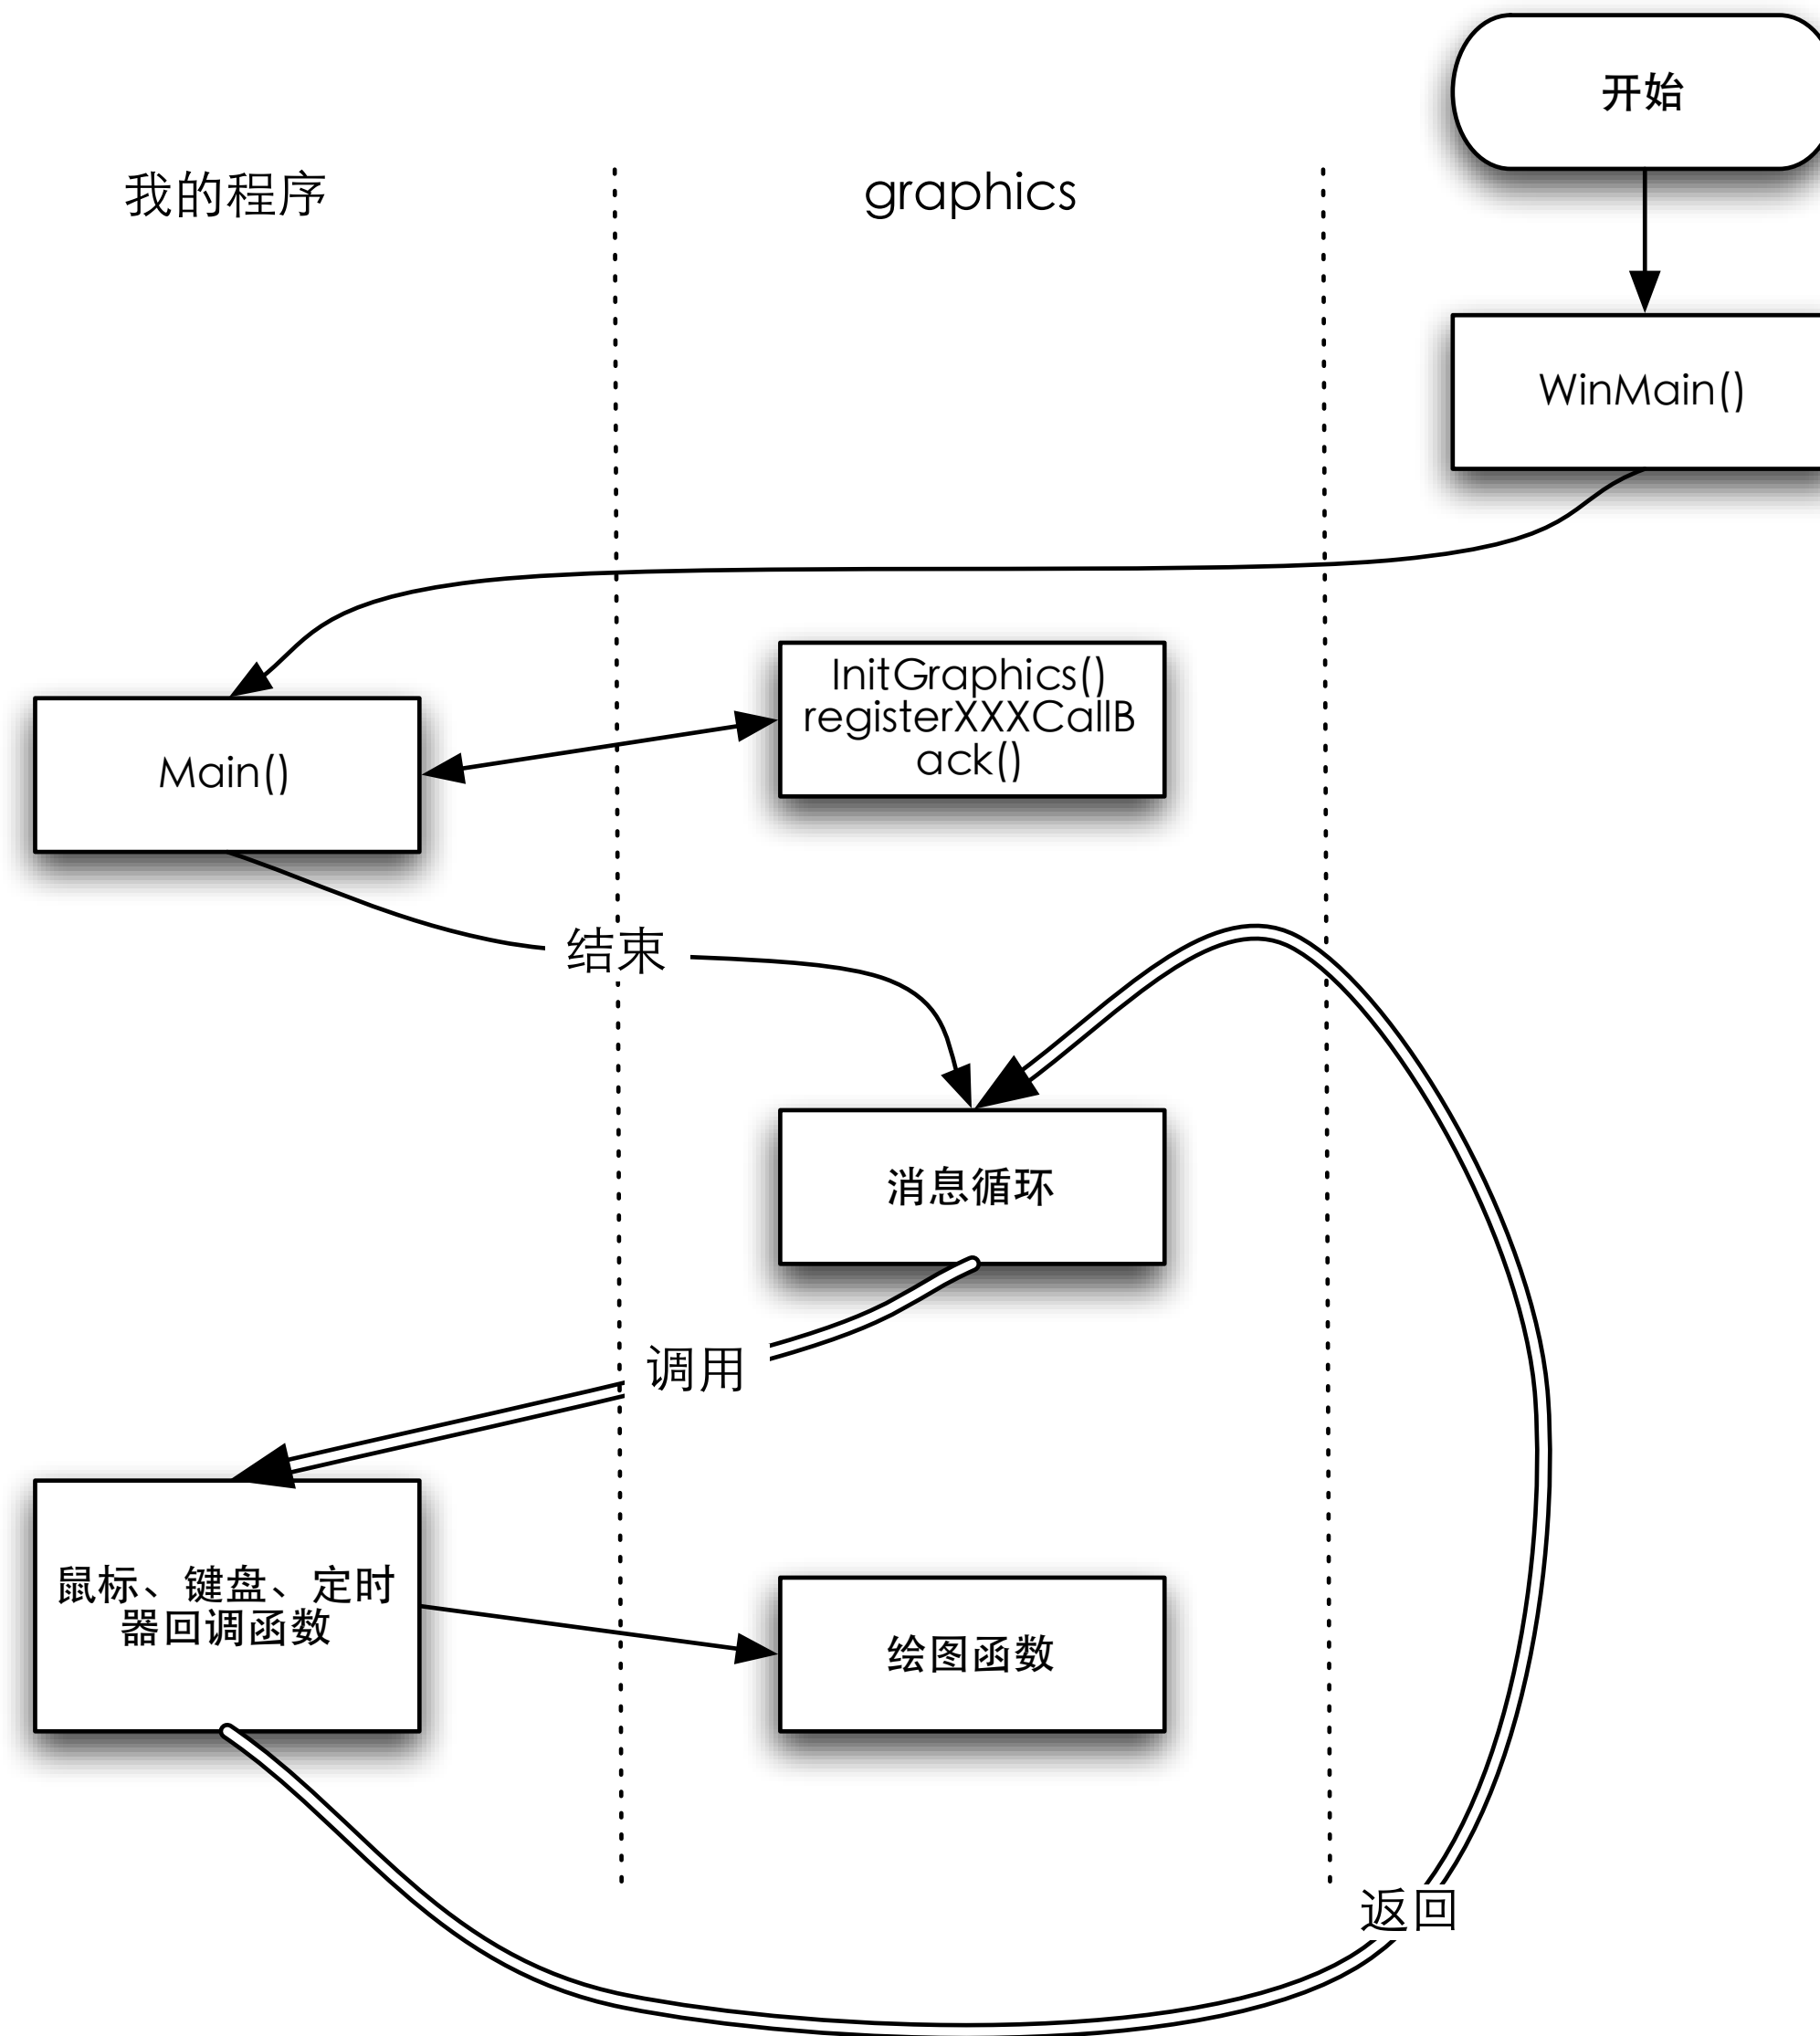 开始
我的程序
graphics
WinMain()
InitGraphics()
registerXXXCallB
ack()
Main()
结束
消息循环
调用
鼠标、键盘、定时
器回调函数
绘图函数
返回